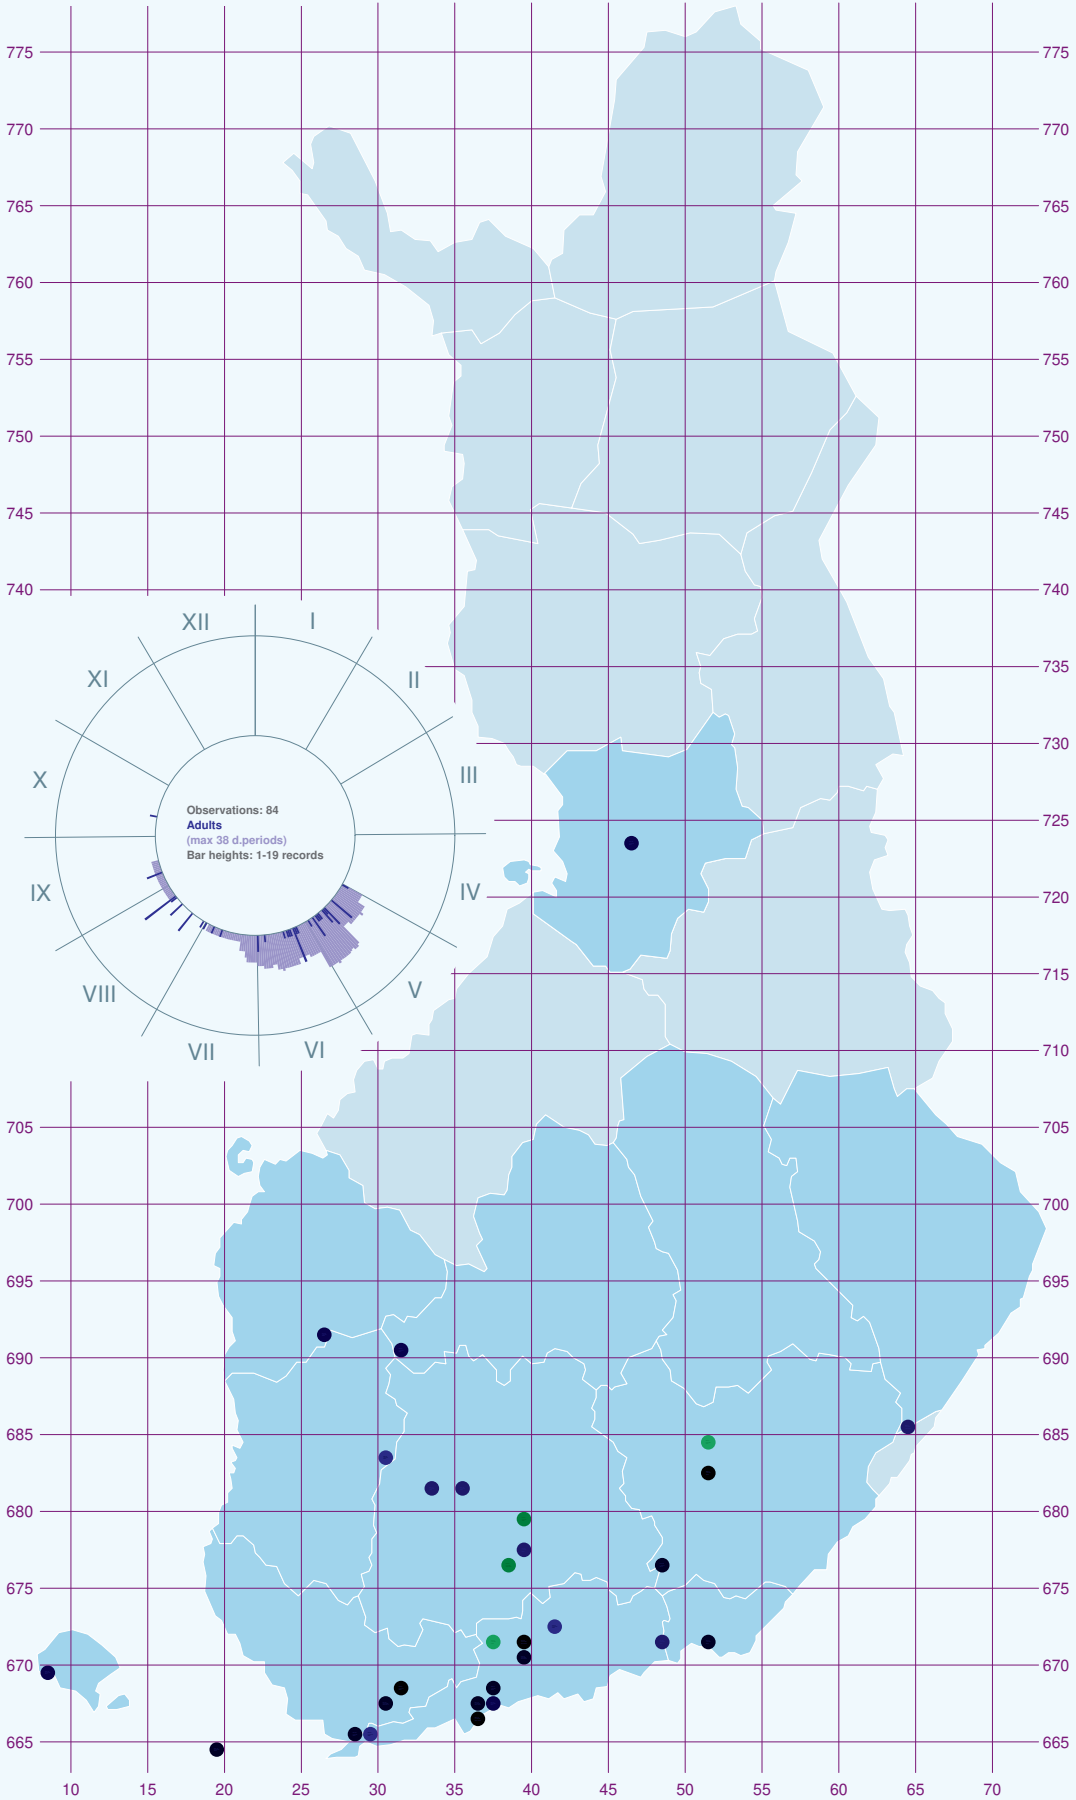 775 775
770 770
765 765
760 760
755 755
750 750
745 745
740 740
735
730
725
720
715
710
705 705
700 700
695 695
690 690
685 685
680 680
675 675
670 670
665 665
10 15 20 25 30 35 40 45 50 55 60 65 70
XII I
XI II
X III
IX IV
VIII V
VII VI
Observations: 84
Adults
(max 38 d.periods)
Bar heights: 1-19 records